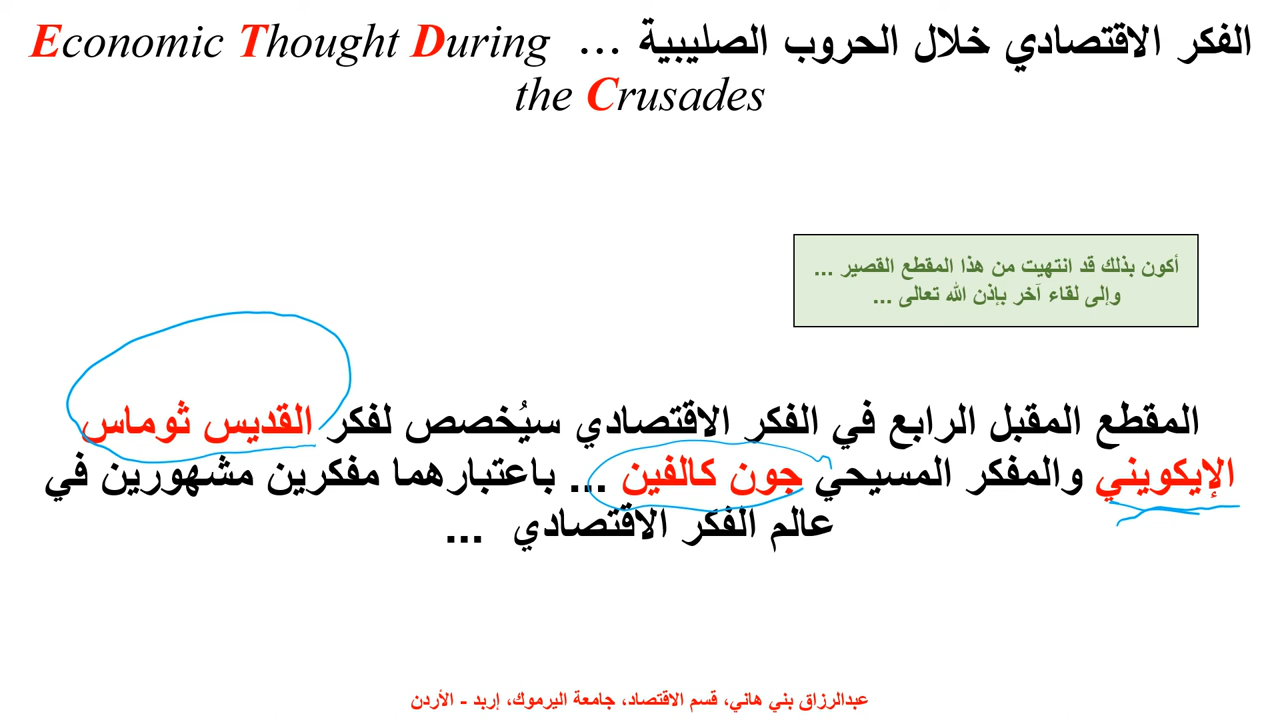 الفكر الاقتصادي خلال الحروب الصليبية ... Economic Thought During
the Crusades
أكون بذلك قد انتهيت من هذا المقطع القصير ...
وإلى لقاء آخر بإذن الله تعالى ...
المقطع المقبل الرابع في الفكر الاقتصادي سيُخصص لفكر القديس ثوماس
الإيكويني والمفكر المسيحي جون كالفين ... باعتبارهما مفكرين مشهورين في
عالم الفكر الاقتصادي ...
عبدالرزاق بني هاني، قسم الاقتصاد، جامعة اليرموك، إربد - الأردن